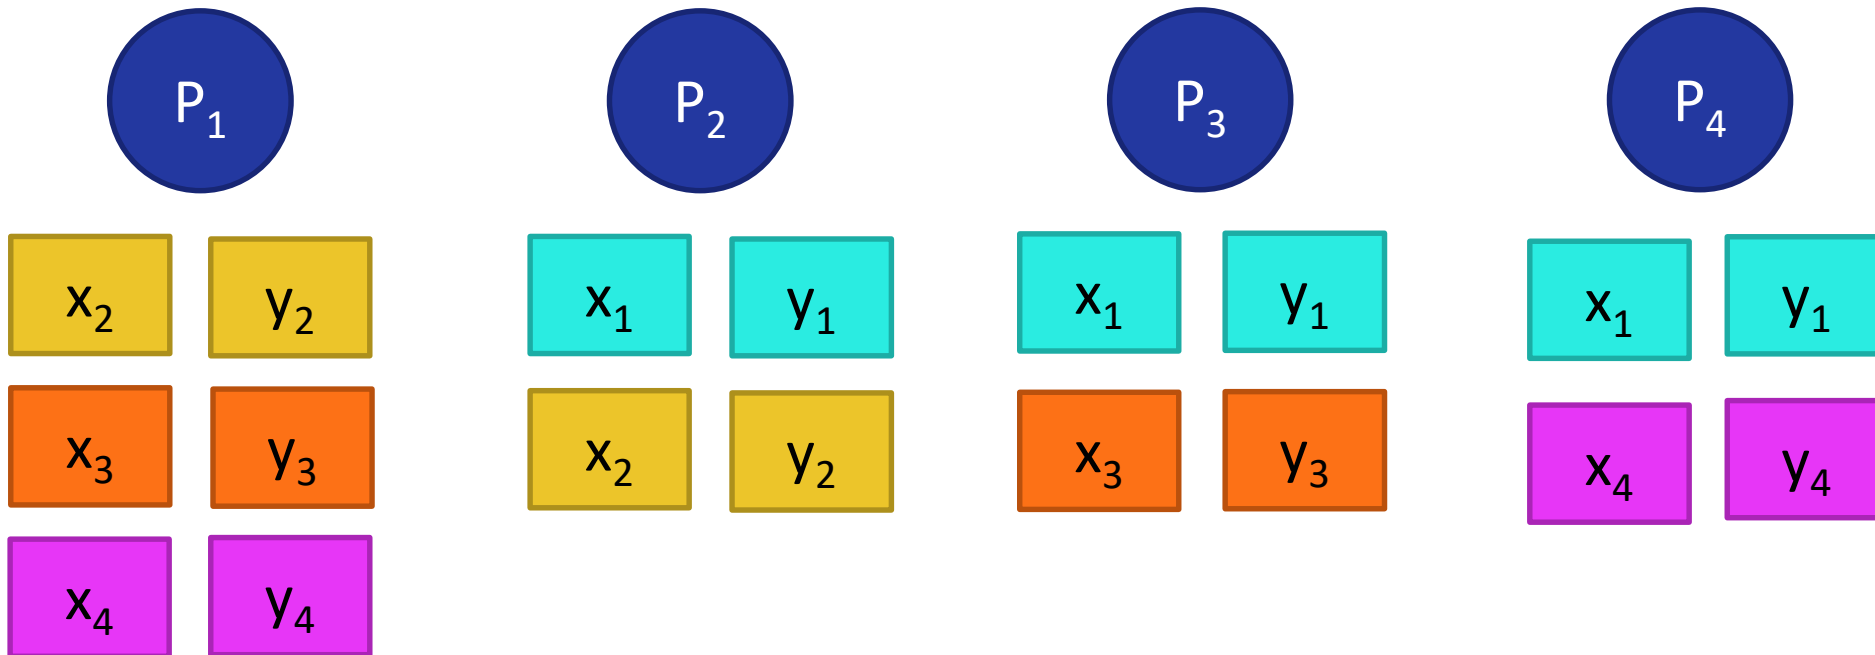 P₁ P₂ P₃ P₄
x₂ y₂ x₁ y₁ x₁ y₁ x₁ y₁
x₃ y₃ x₂ y₂ x₃ y₃ x₄ y₄
x₄ y₄